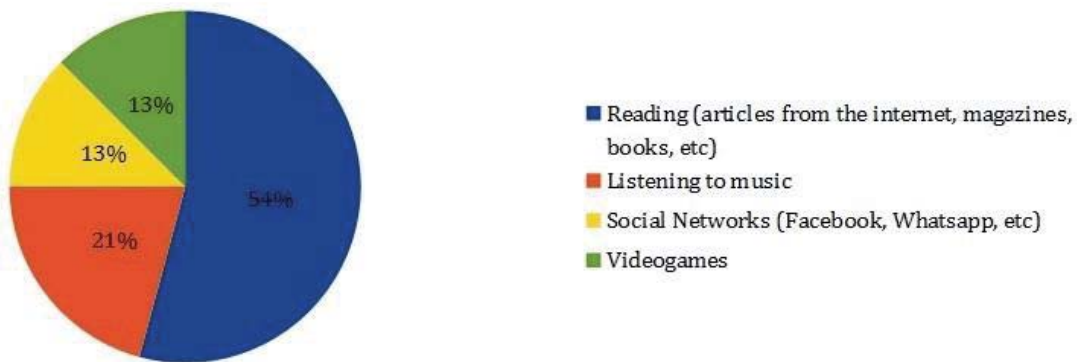 13%
13%
54%
21%
Reading (articles from the internet, magazines,
books, etc)
Listening to music
Social Networks (Facebook, Whatsapp, etc)
Videogames